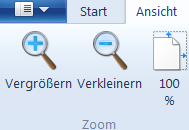 Start Ansicht
Vergrößern Verkleinern 100
%
Zoom